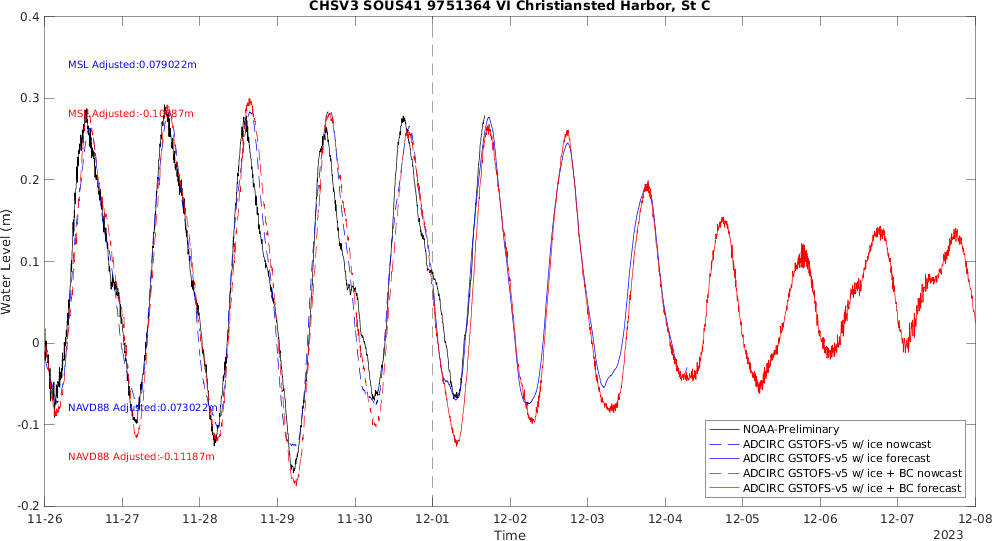 CHSV3 SOUS41 9751364 VI Christiansted Harbor, St C
0.4
0.3
0.2
0.1
0
-0.1
-0.2
Water Level (m)
MSL Adjusted:0.079022m
NAVD88 Adjusted:0.073022m
NAVD88 Adjusted:-0.11187m
NOAA-Preliminary
ADCIRC GSTOFS-v5 w/ ice nowcast
ADCIRC GSTOFS-v5 w/ ice forecast
ADCIRC GSTOFS-v5 w/ ice + BC nowcast
ADCIRC GSTOFS-v5 w/ ice + BC forecast
11-26 11-27 11-28 11-29 11-30 12-01 12-02 12-03 12-04 12-05 12-06 12-07 12-08
Time
2023